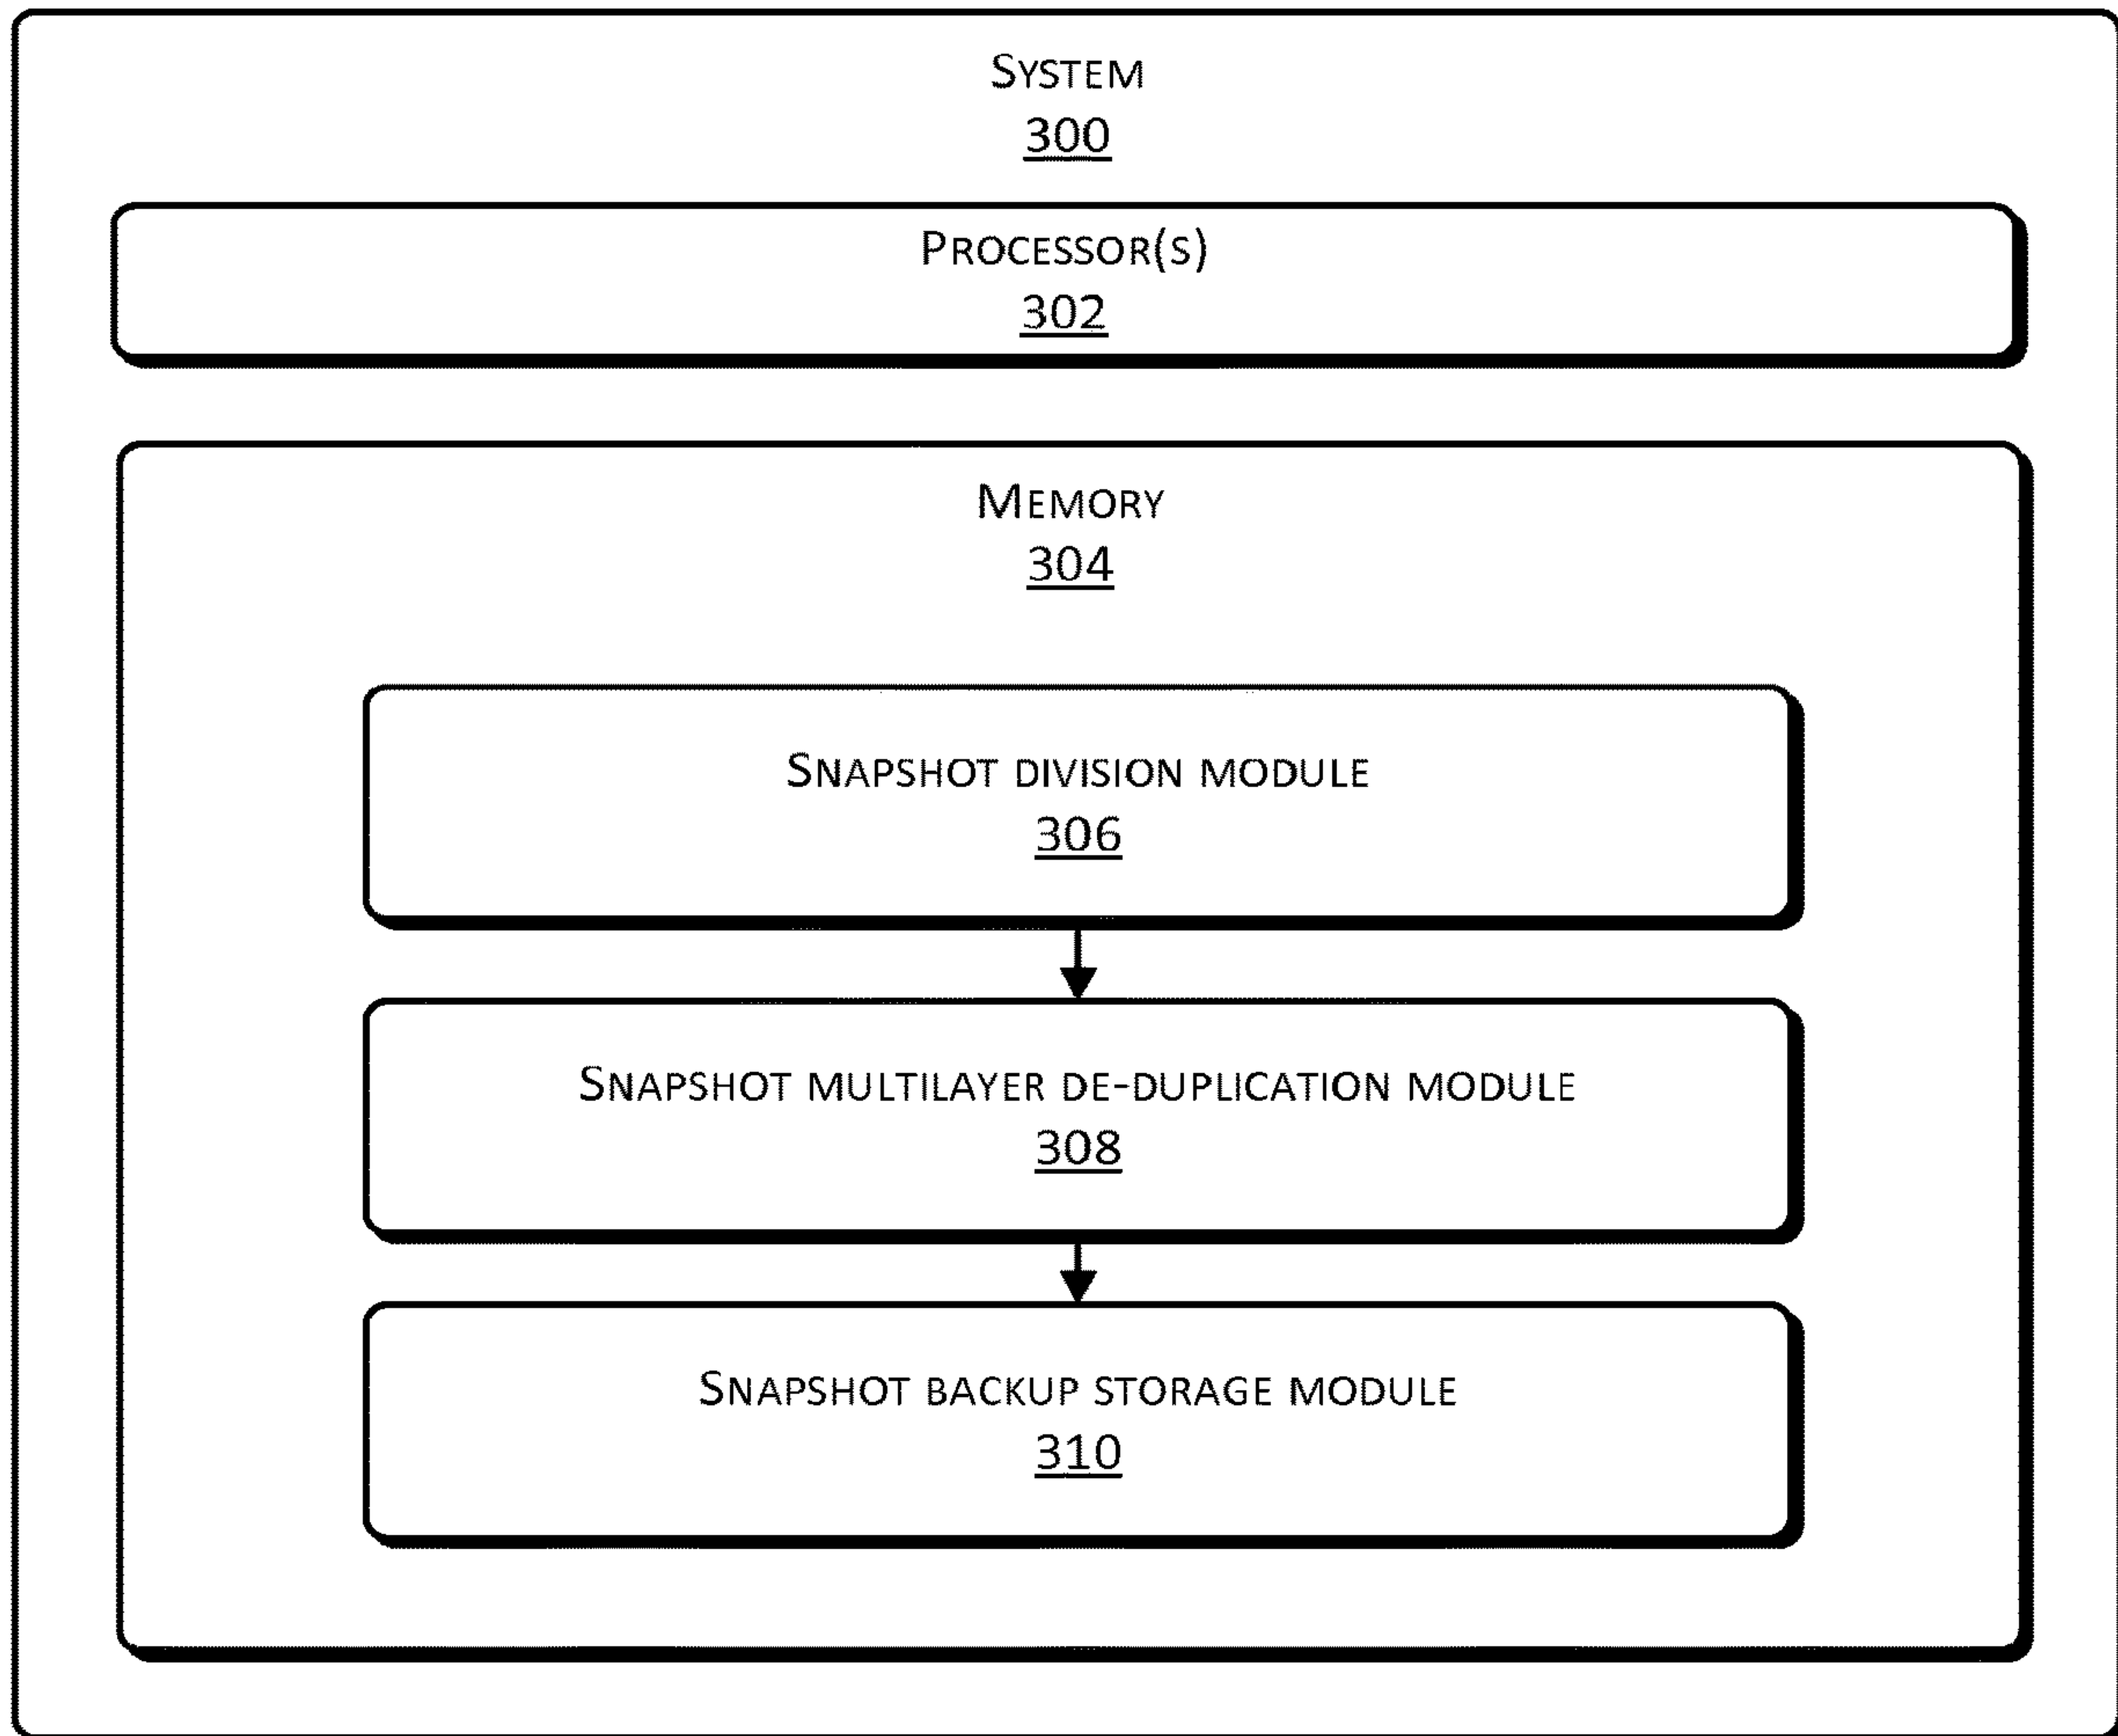 SYSTEM
300
PROCESSOR(S)
302
MEMORY
304
SNAPSHOT DIVISION MODULE
306
SNAPSHOT MULTILAYER DE-DUPLICATION MODULE
308
SNAPSHOT BACKUP STORAGE MODULE
310